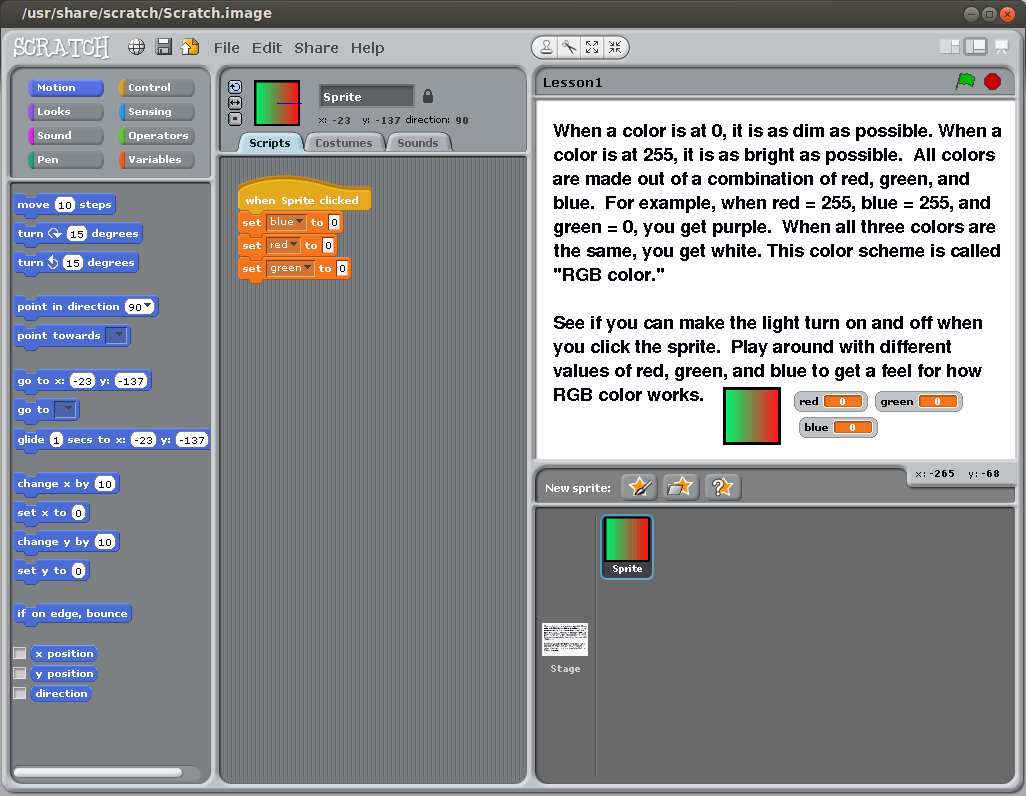 /usr/share/scratch/Scratch.image
SCRATCH File Edit Share Help
Motion Control
Looks Sensing
Sound Operators
Pen Variables
move 10 steps
turn 15 degrees
turn 15 degrees
point in direction 90
point towards
go to x: -23 y: -137
go to
glide 1 secs to x: -23 y: -137
change x by 10
set x to 0
change y by 10
set y to 0
if on edge, bounce
x position
y position
direction
Sprite
x: -23 y: -137 direction: 90
Scripts Costumes Sounds
when Sprite clicked
set blue to 0
set red to 0
set green to 0
Lesson1
When a color is at 0, it is as dim as possible. When a
color is at 255, it is as bright as possible.  All colors
are made out of a combination of red, green, and
blue.  For example, when red = 255, blue = 255, and
green = 0, you get purple.  When all three colors are
the same, you get white. This color scheme is called
"RGB color."
See if you can make the light turn on and off when
you click the sprite.  Play around with different
values of red, green, and blue to get a feel for how
RGB color works.
red 0 green 0
blue 0
x: -265 y: -68
New sprite:
Sprite
Stage